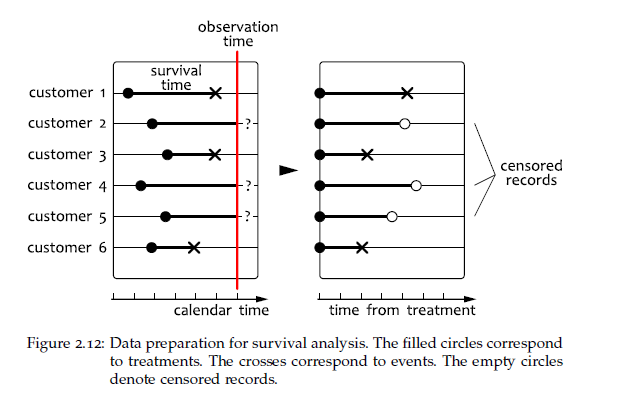 observation
time
survival
time
customer 1
customer 2
?
customer 3
customer 4
?
customer 5
?
customer 6
censored
records
calendar time
time from treatment
Figure 2.12: Data preparation for survival analysis. The filled circles correspond
to treatments. The crosses correspond to events. The empty circles
denote censored records.